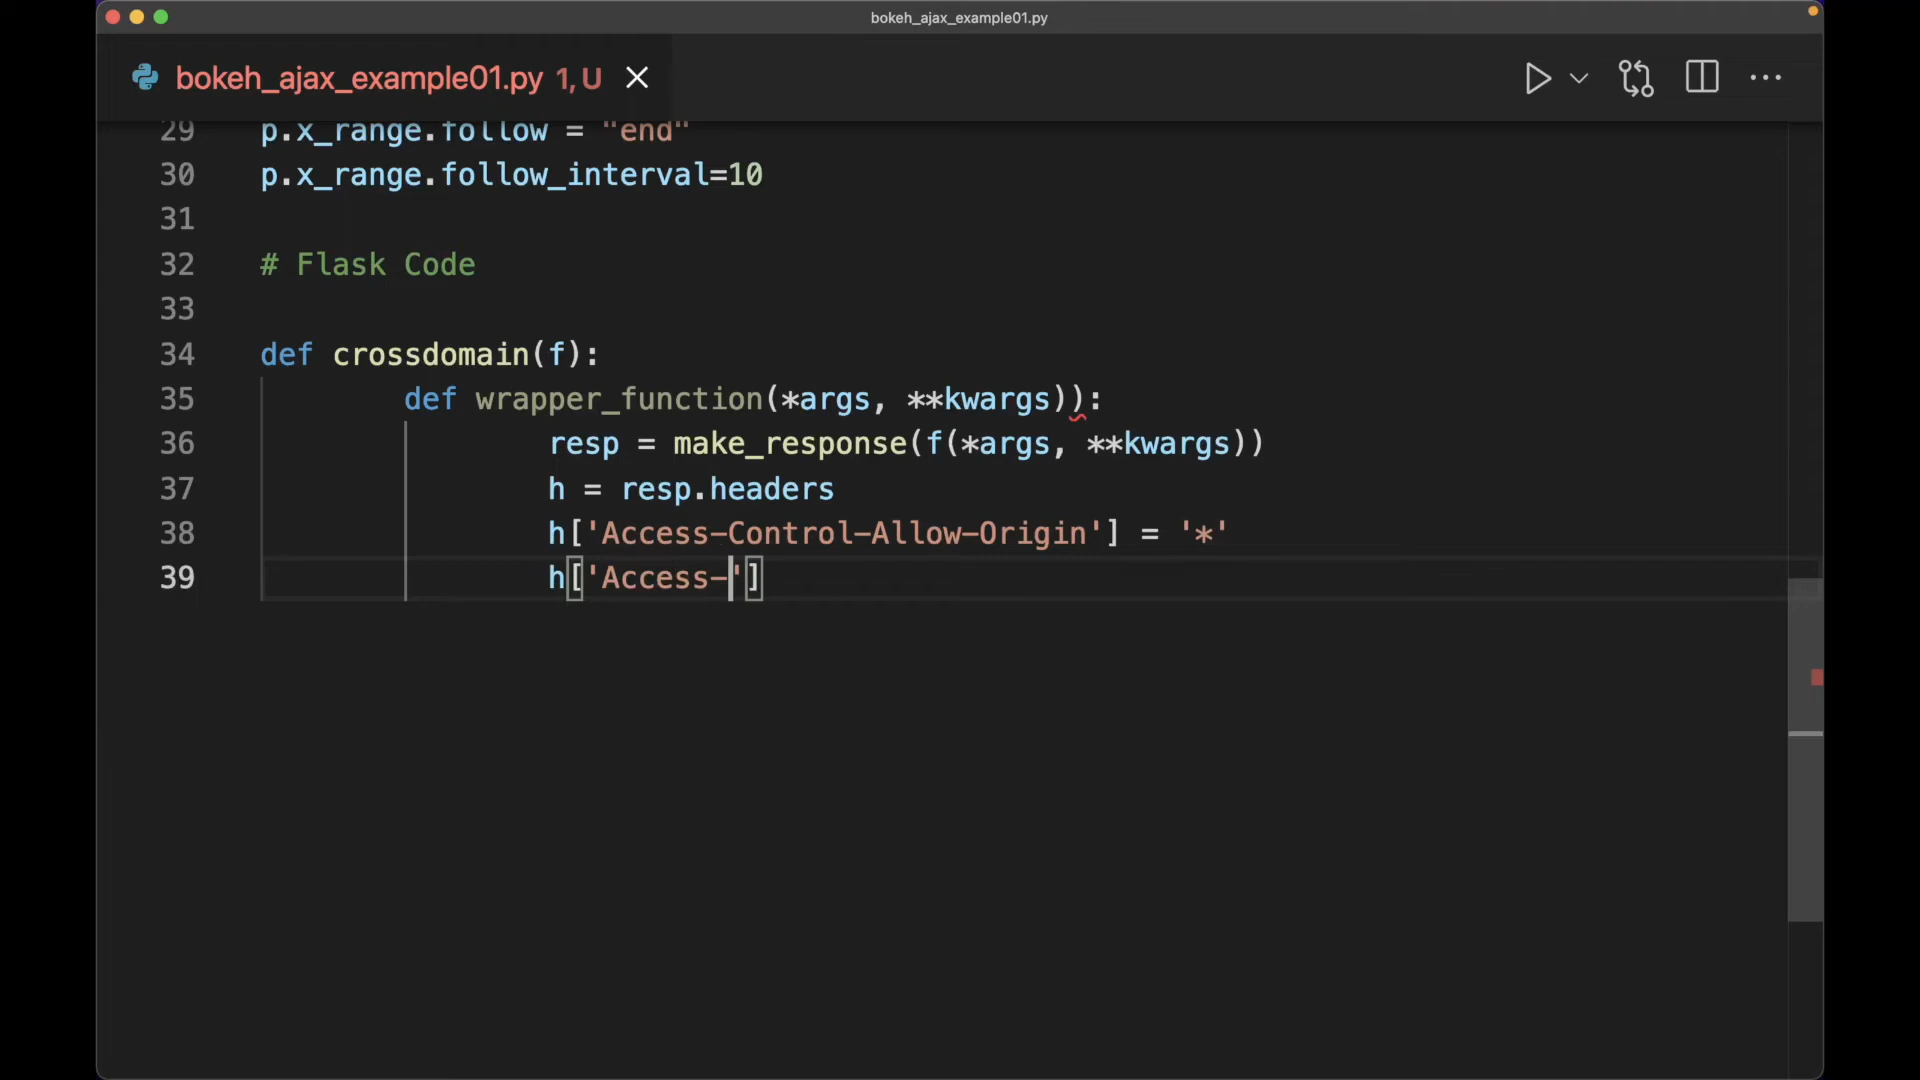 bokeh_ajax_example01.py
bokeh_ajax_example01.py 1, U
29 p.x_range.follow = "end"
30 p.x_range.follow_interval=10
31
32 # Flask Code
33
34 def crossdomain(f):
35 def wrapper_function(*args, **kwargs)):
36 resp = make_response(f(*args, **kwargs))
37 h = resp.headers
38 h['Access-Control-Allow-Origin'] = '*'
39 h['Access-']